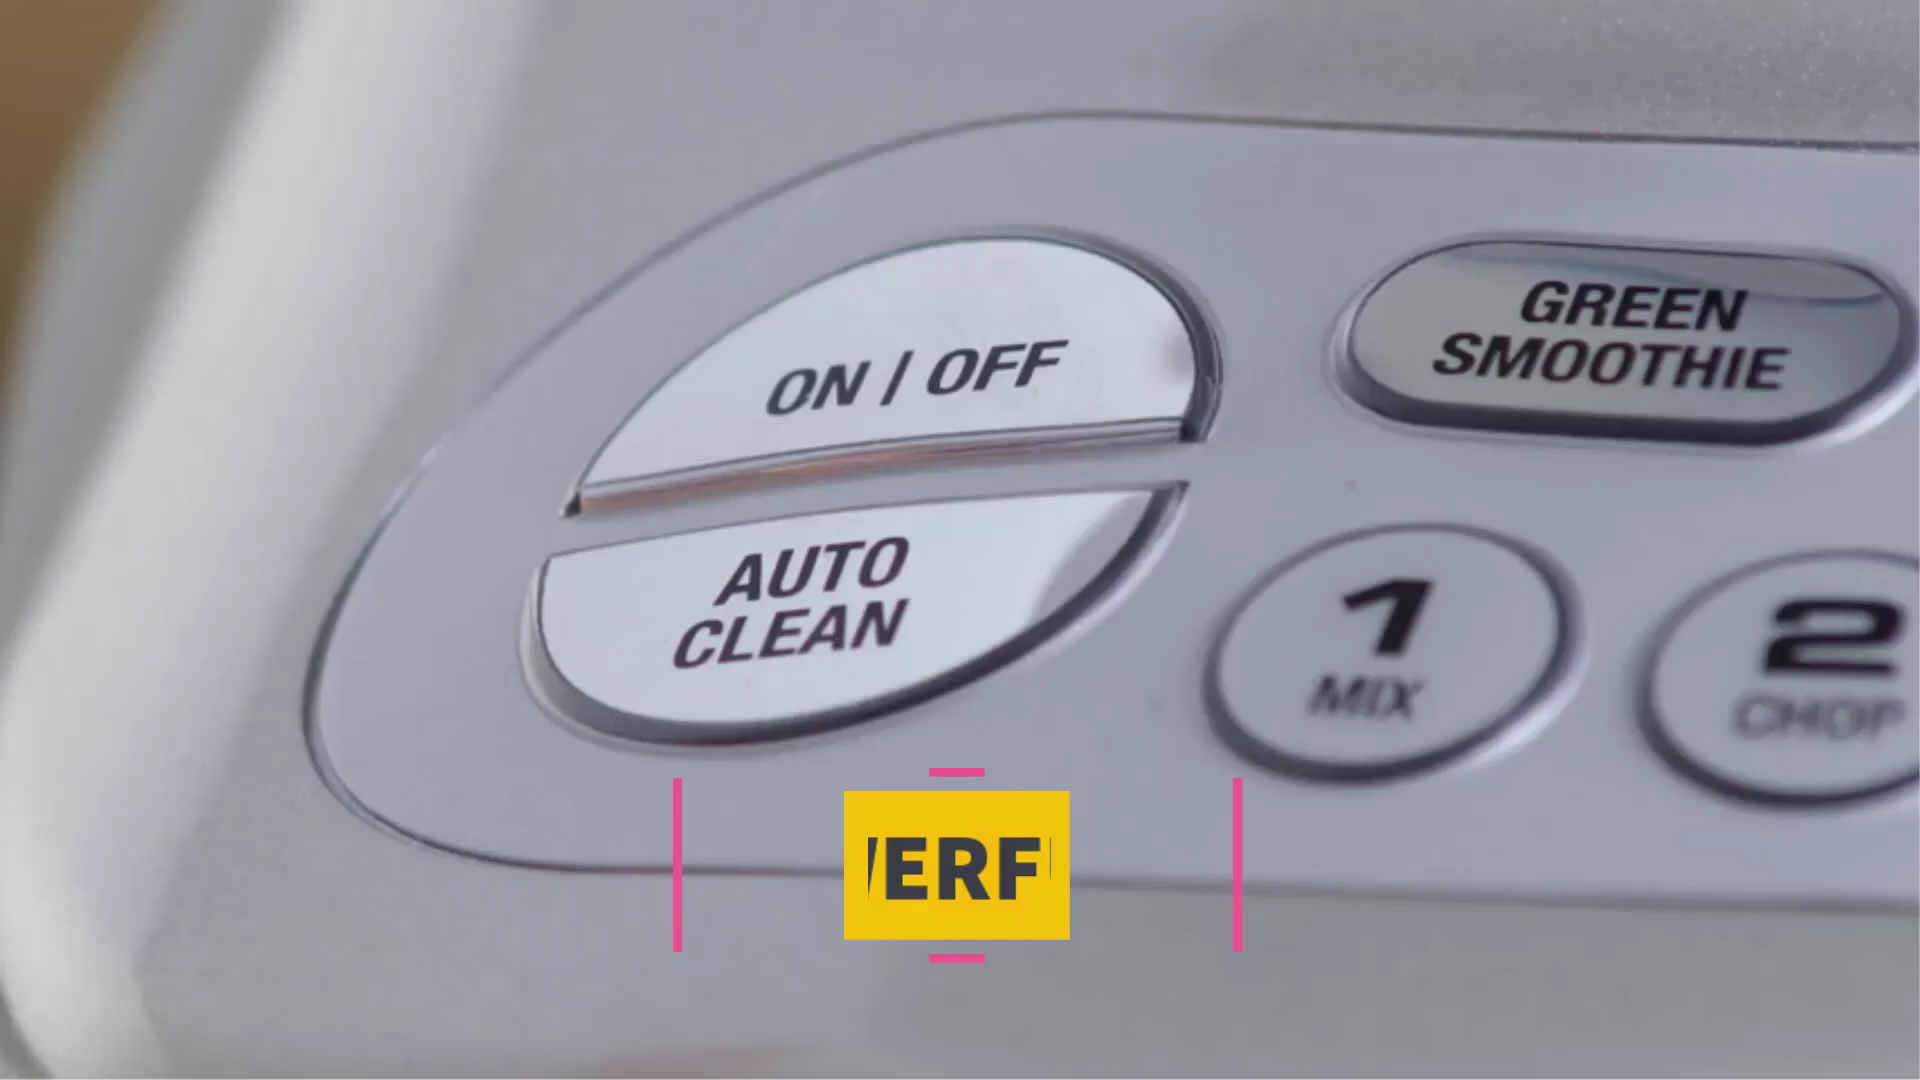 ON / OFF
GREEN
SMOOTHIE
AUTO
CLEAN
1
MIX
2
CHOP
ERF